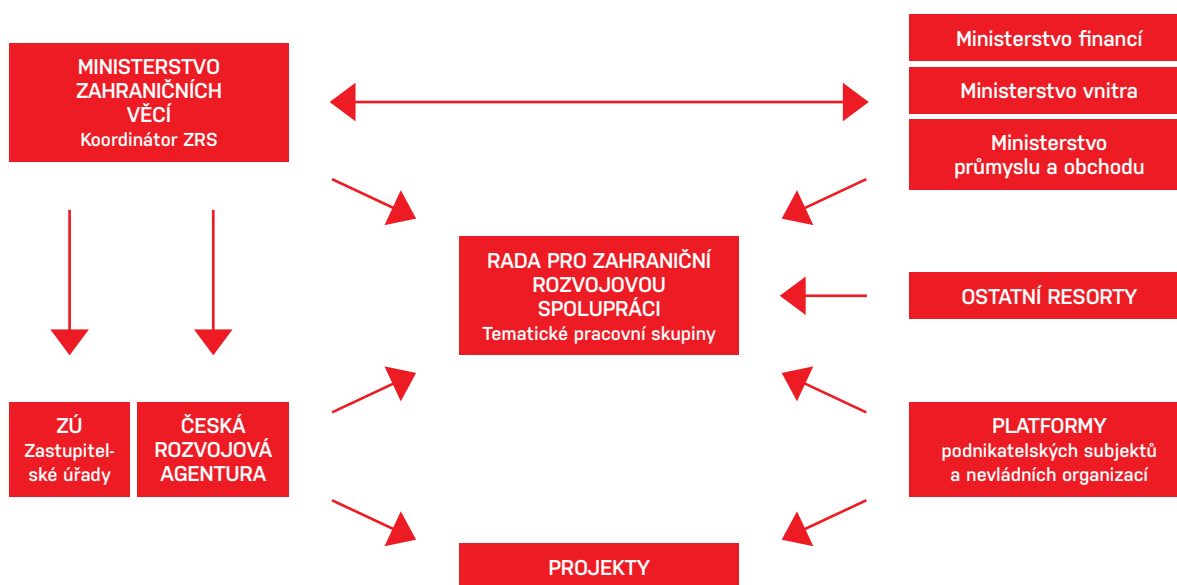 MINISTERSTVO
ZAHRANIČNÍCH
VĚCÍ
Koordinátor ZRS
Ministerstvo financí
Ministerstvo vnitra
Ministerstvo
průmyslu a obchodu
RADA PRO ZAHRANIČNÍ
ROZVOJOVOU
SPOLUPRÁCI
Tematické pracovní skupiny
OSTATNÍ RESORTY
ZÚ
Zastupitel-
ské úřady
ČESKÁ
ROZVOJOVÁ
AGENTURA
PLATFORMY
podnikatelských subjektů
a nevládních organizací
PROJEKTY